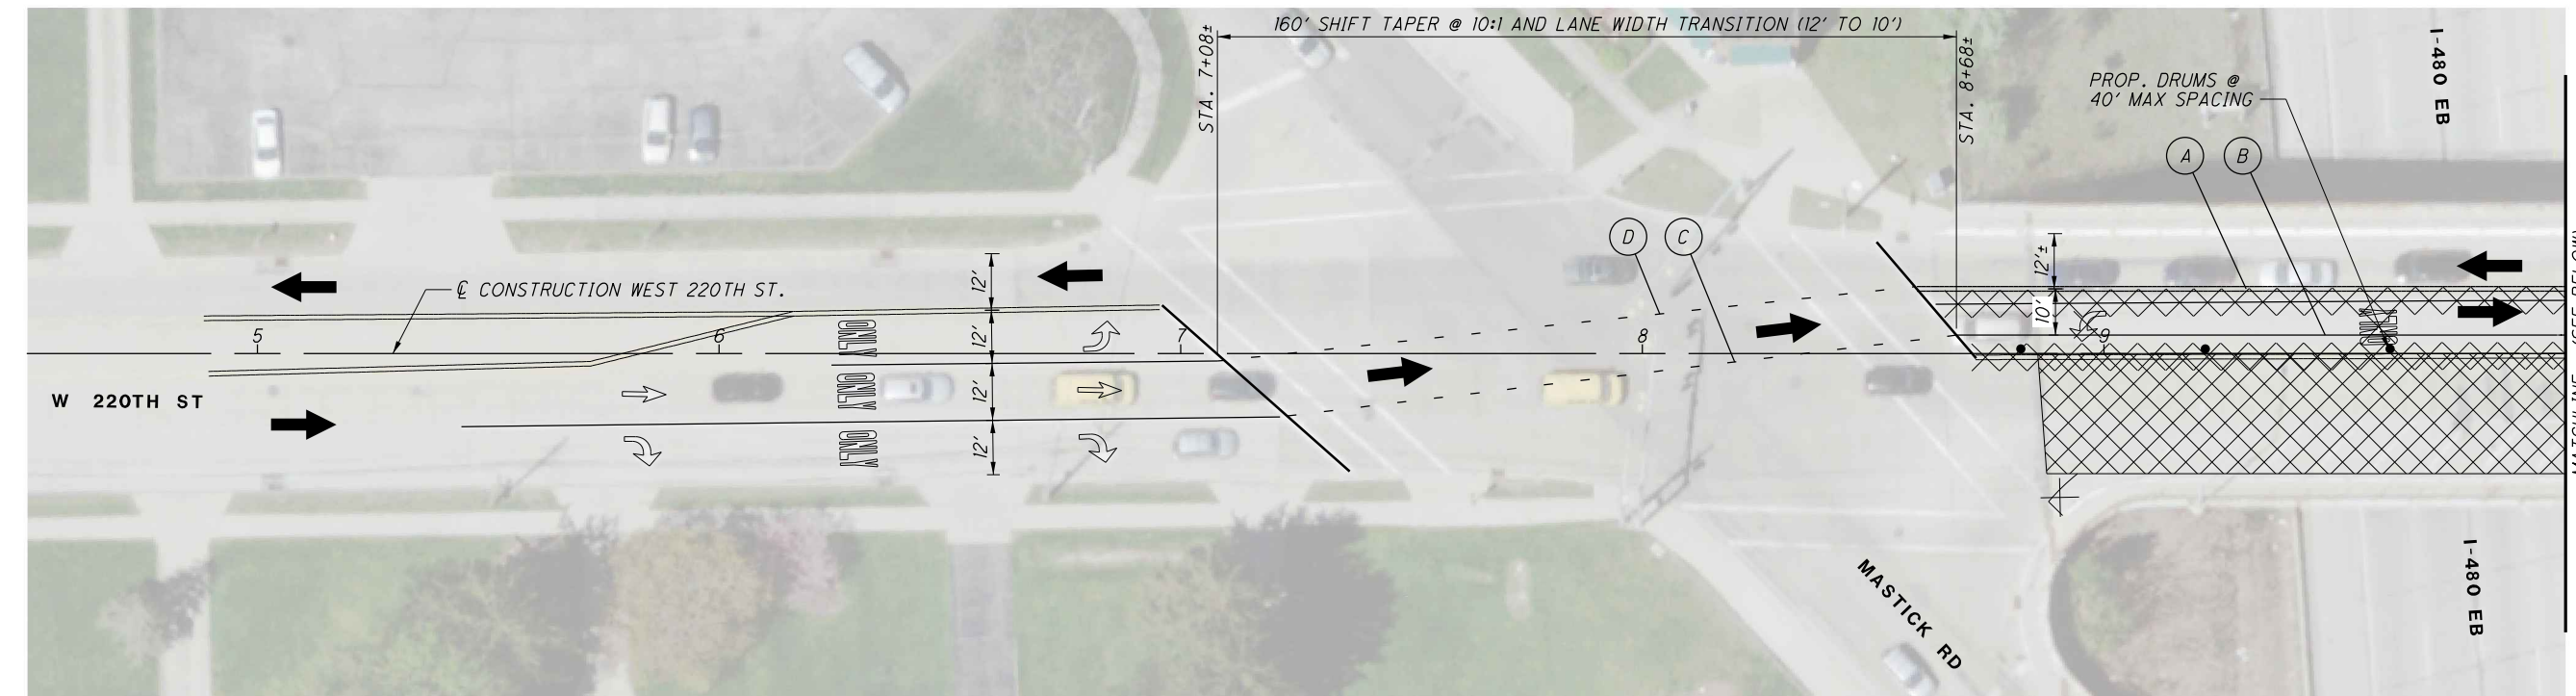 160' SHIFT TAPER @ 10:1 AND LANE WIDTH TRANSITION (12' TO 10')
STA. 7+08±
STA. 8+68±
PROP. DRUMS @
40' MAX SPACING
I-480 EB
A
B
D
C
12'
12'±
℄ CONSTRUCTION WEST 220TH ST.
10'
5
6
7
8
9
ONLY
12'
ONLY
W 220TH ST
12'
ONLY
12'
MASTICK RD
I-480 EB